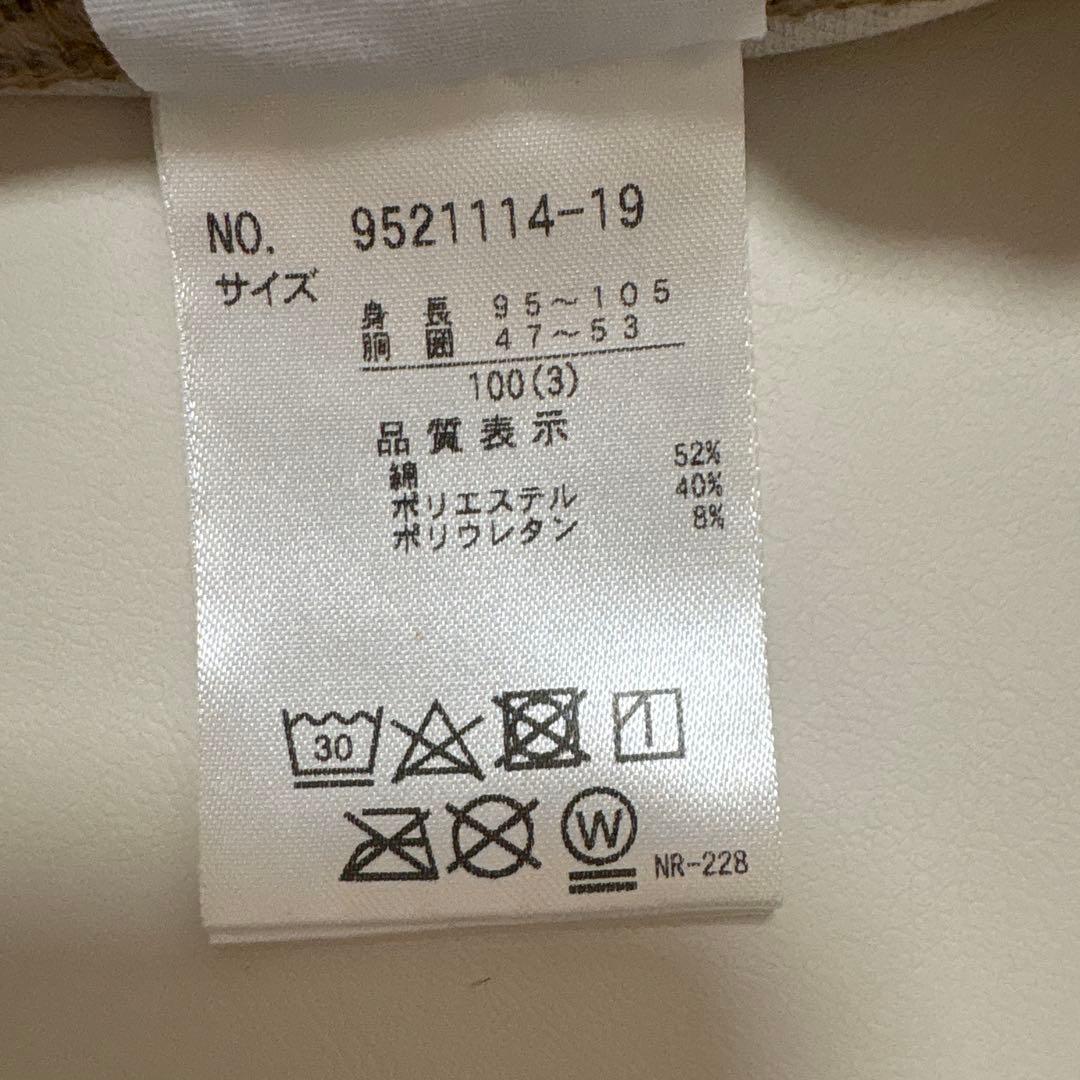 NO. 9521114-19
サイズ
身長 95～105
胴囲 47～53
100(3)
品質表示
綿 52%
ポリエステル 40%
ポリウレタン 8%
30
W
NR-228